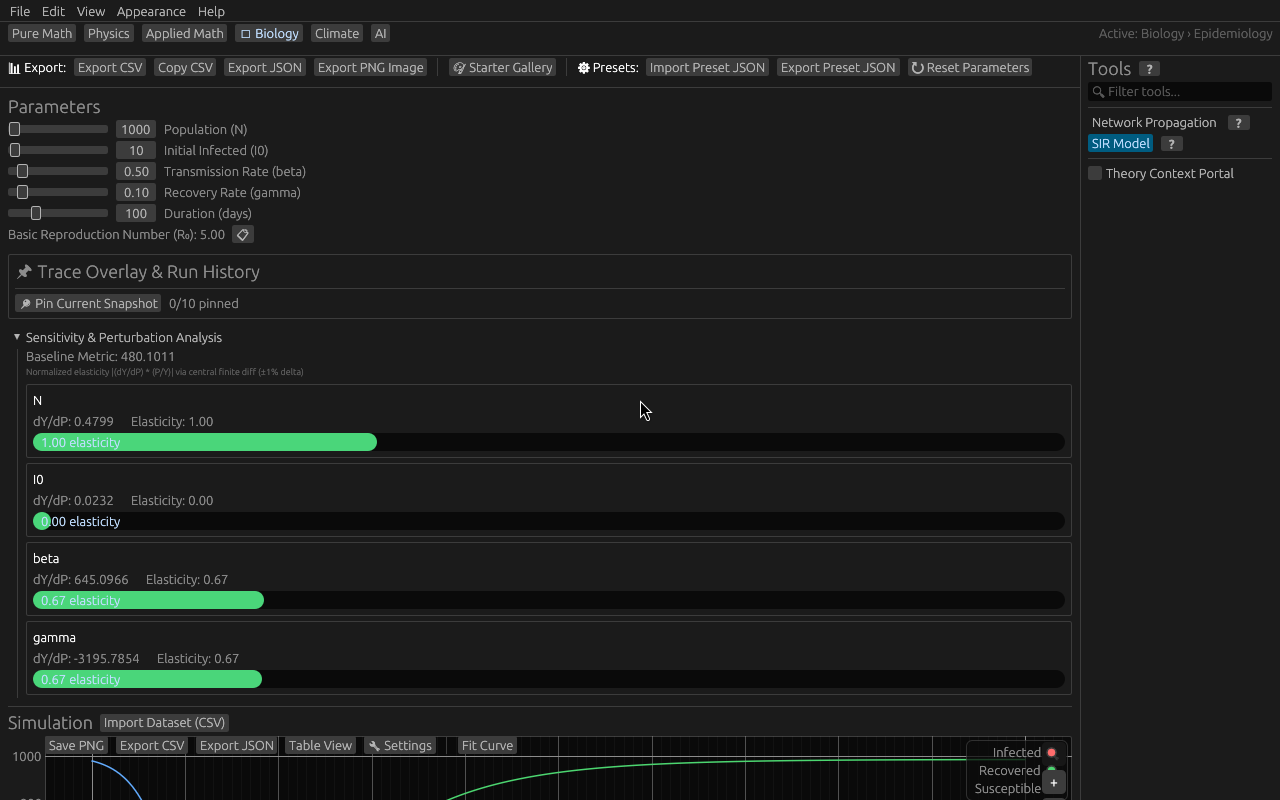 File Edit View Appearance Help
Pure Math Physics Applied Math Biology Climate AI Active: Biology › Epidemiology
Export: Export CSV Copy CSV Export JSON Export PNG Image Starter Gallery Presets: Import Preset JSON Export Preset JSON Reset Parameters
Tools ?
Filter tools...
Network Propagation ?
SIR Model ?
Theory Context Portal
Parameters
1000 Population (N)
10 Initial Infected (I0)
0.50 Transmission Rate (beta)
0.10 Recovery Rate (gamma)
100 Duration (days)
Basic Reproduction Number (R₀): 5.00
Trace Overlay & Run History
Pin Current Snapshot 0/10 pinned
Sensitivity & Perturbation Analysis
Baseline Metric: 480.1011
Normalized elasticity |(dY/dP) * (P/Y)| via central finite diff (±1% delta)
N
dY/dP: 0.4799 Elasticity: 1.00
1.00 elasticity
I0
dY/dP: 0.0232 Elasticity: 0.00
0.00 elasticity
beta
dY/dP: 645.0966 Elasticity: 0.67
0.67 elasticity
gamma
dY/dP: -3195.7854 Elasticity: 0.67
0.67 elasticity
Simulation Import Dataset (CSV)
Save PNG Export CSV Export JSON Table View Settings Fit Curve
1000
Infected
Recovered
Susceptible
+